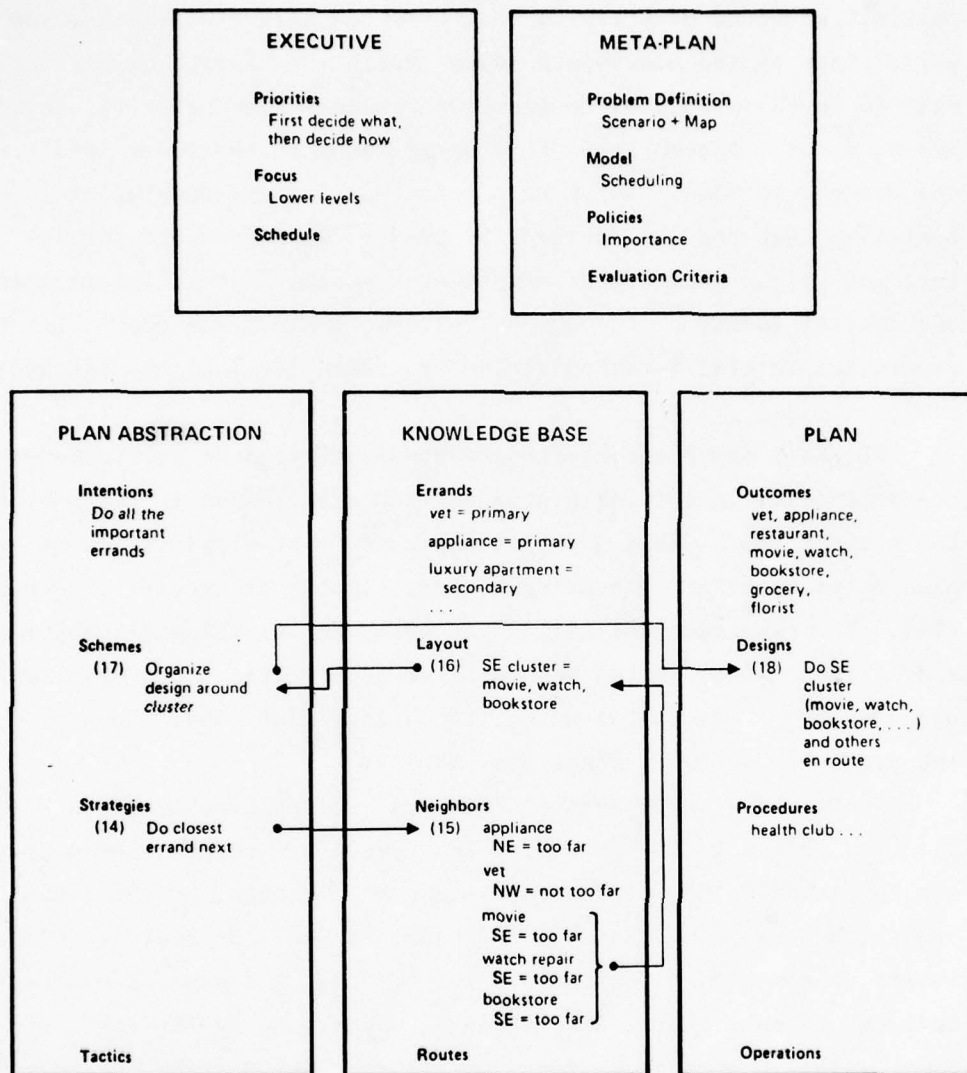 EXECUTIVE
Priorities
First decide what,
then decide how
Focus
Lower levels
Schedule
META-PLAN
Problem Definition
Scenario + Map
Model
Scheduling
Policies
Importance
Evaluation Criteria
PLAN ABSTRACTION
Intentions
Do all the
important
errands
Schemes
(17) Organize
design around
cluster
Strategies
(14) Do closest
errand next
Tactics
KNOWLEDGE BASE
Errands
vet = primary
appliance = primary
luxury apartment =
secondary
...
Layout
(16) SE cluster =
movie, watch,
bookstore
Neighbors
(15) appliance
NE = too far
vet
NW = not too far
movie
SE = too far
watch repair
SE = too far
bookstore
SE = too far
Routes
PLAN
Outcomes
vet, appliance,
restaurant,
movie, watch,
bookstore,
grocery,
florist
Designs
(18) Do SE
cluster
(movie, watch,
bookstore, . . . )
and others
en route
Procedures
health club . . .
Operations